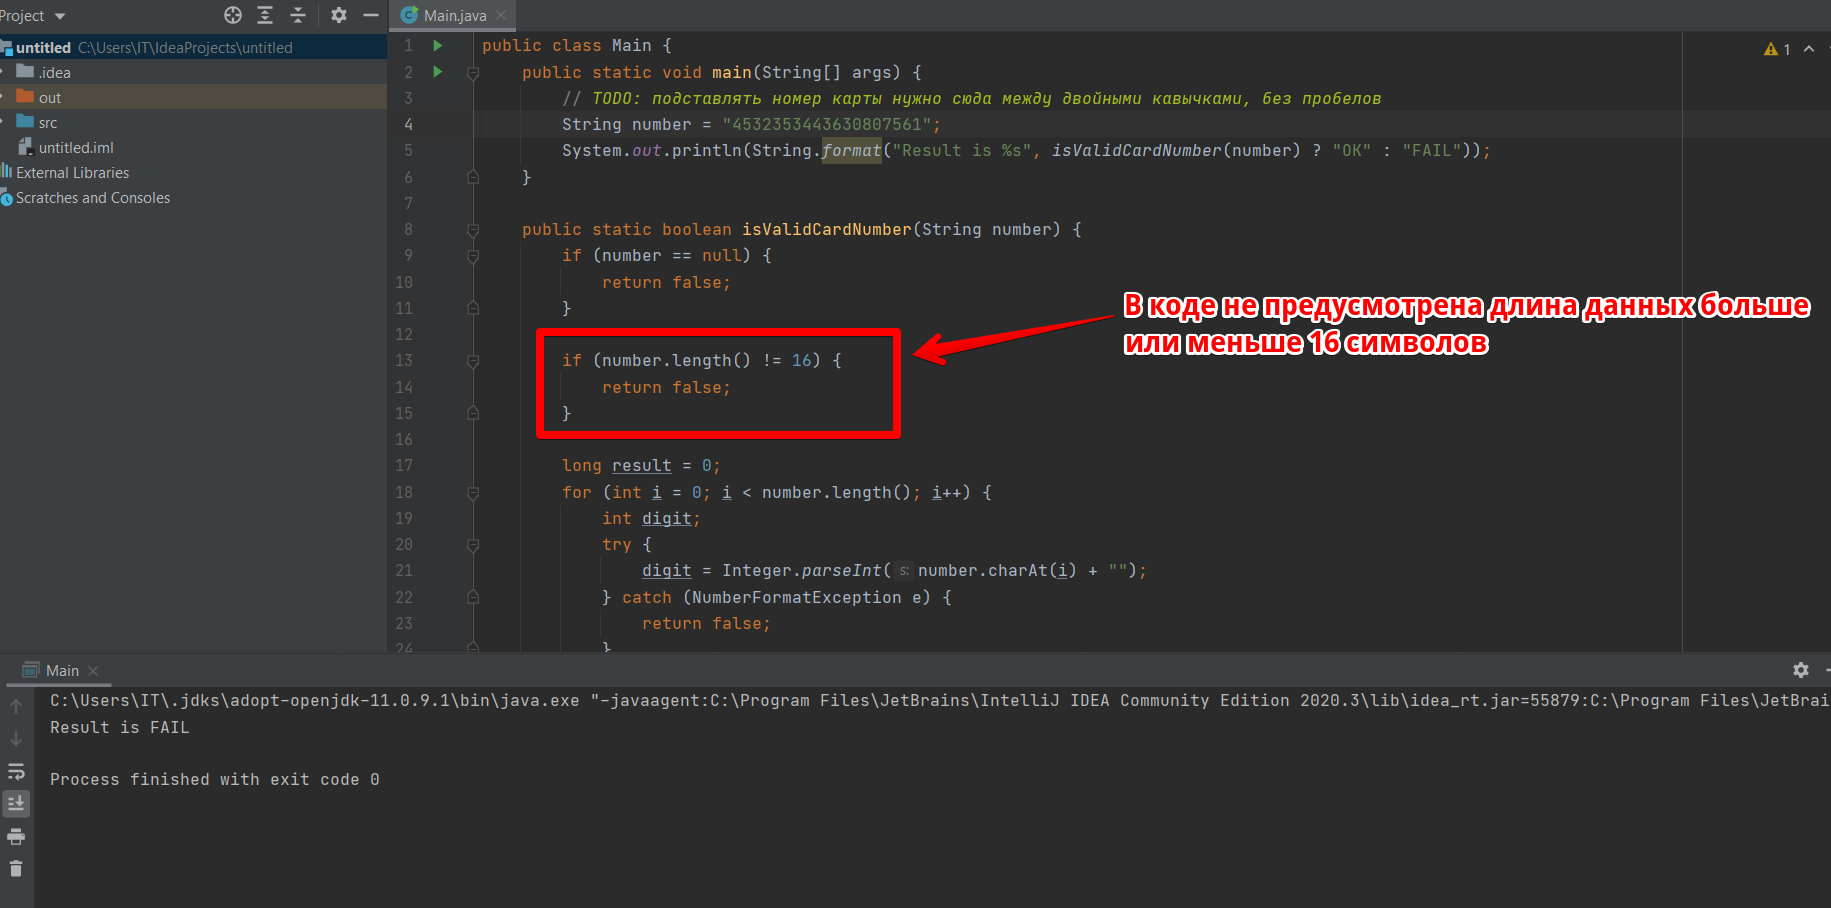 Project
Main.java
untitled C:\Users\IT\IdeaProjects\untitled
.idea
out
src
untitled.iml
External Libraries
Scratches and Consoles
1
1 public class Main {
2 public static void main(String[] args) {
3 // TODO: подставлять номер карты нужно сюда между двойными кавычками, без пробелов
4 String number = "4532353443630807561";
5 System.out.println(String.format("Result is %s", isValidCardNumber(number) ? "OK" : "FAIL"));
6 }
7
8 public static boolean isValidCardNumber(String number) {
9 if (number == null) {
10 return false;
11 }
12
13 if (number.length() != 16) {
14 return false;
15 }
16
17 long result = 0;
18 for (int i = 0; i < number.length(); i++) {
19 int digit;
20 try {
21 digit = Integer.parseInt( s: number.charAt(i) + "");
22 } catch (NumberFormatException e) {
23 return false;
24 }
В коде не предусмотрена длина данных больше
или меньше 16 символов
Main
C:\Users\IT\.jdks\adopt-openjdk-11.0.9.1\bin\java.exe "-javaagent:C:\Program Files\JetBrains\IntelliJ IDEA Community Edition 2020.3\lib\idea_rt.jar=55879:C:\Program Files\JetBrai
Result is FAIL
Process finished with exit code 0